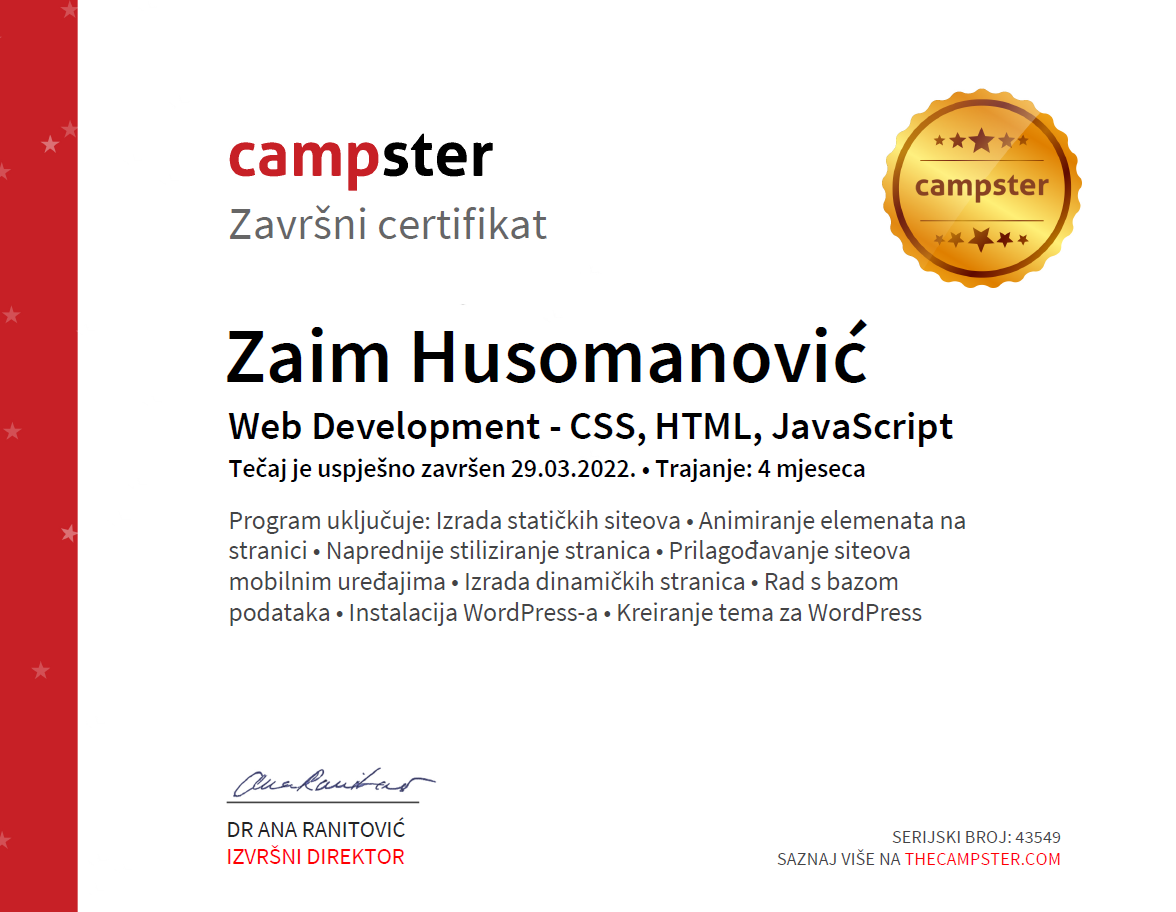 campster
Završni certifikat
campster
Zaim Husomanović
Web Development - CSS, HTML, JavaScript
Tečaj je uspješno završen 29.03.2022. • Trajanje: 4 mjeseca
Program uključuje: Izrada statičkih siteova • Animiranje elemenata na
stranici • Naprednije stiliziranje stranica • Prilagođavanje siteova
mobilnim uređajima • Izrada dinamičkih stranica • Rad s bazom
podataka • Instalacija WordPress-a • Kreiranje tema za WordPress
Ana Ranitović
DR ANA RANITOVIĆ
IZVRŠNI DIREKTOR
SERIJSKI BROJ: 43549
SAZNAJ VIŠE NA THECAMPSTER.COM